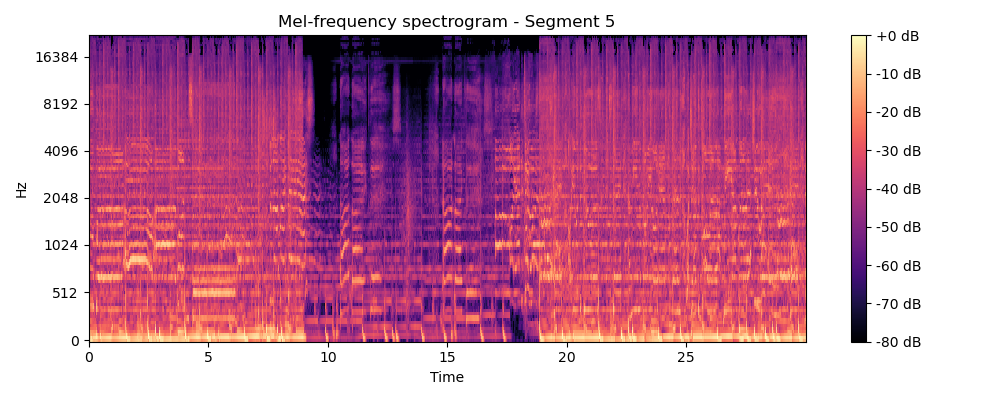 Mel-frequency spectrogram - Segment 5
Hz
16384
8192
4096
2048
1024
512
0
0 5 10 15 20 25
Time
+0 dB
-10 dB
-20 dB
-30 dB
-40 dB
-50 dB
-60 dB
-70 dB
-80 dB